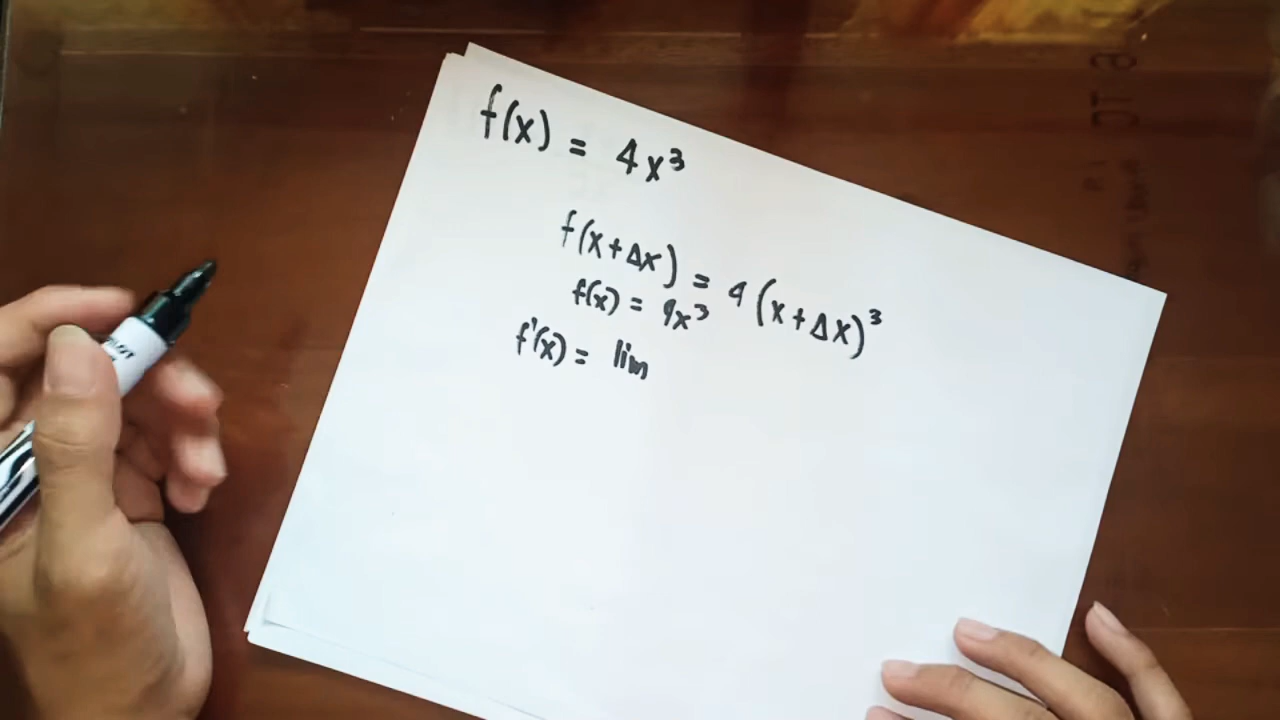 f(x) = 4x³
f(x+Δx) = 4(x+Δx)³
f(x) = 4x³
f'(x) = lim